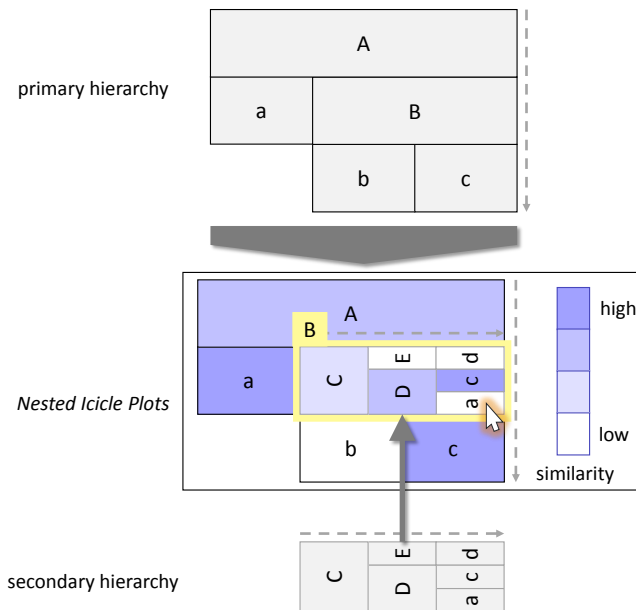 A
primary hierarchy
a
B
b
c
high
A
B
E
d
C
a
D
c
a
Nested Icicle Plots
b
c
low
similarity
E
d
C
D
c
a
secondary hierarchy